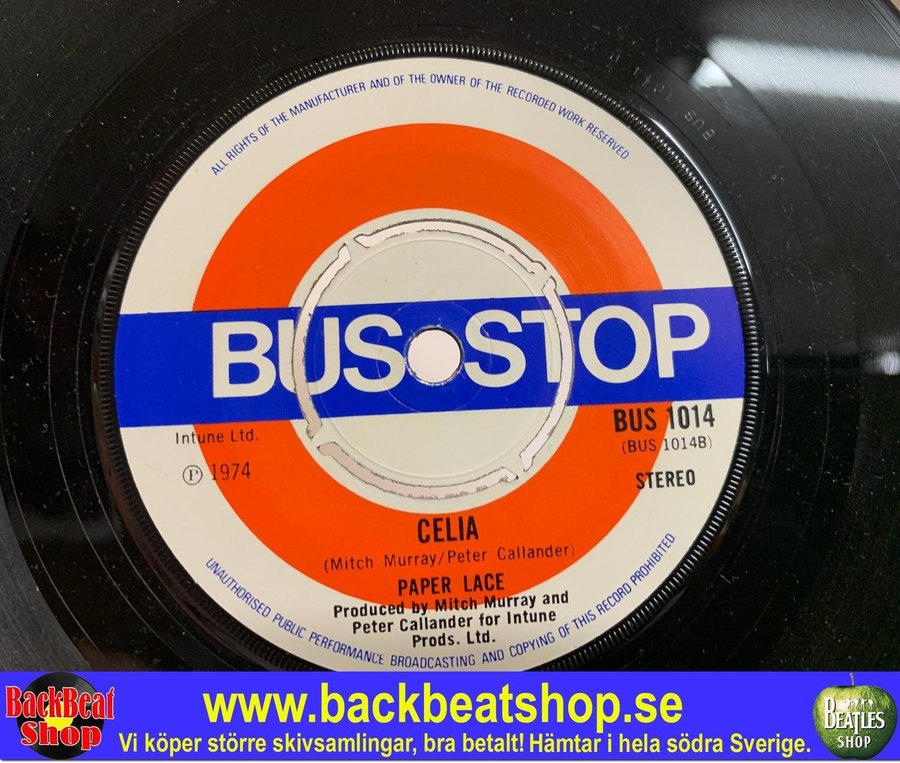 ALL RIGHTS OF THE MANUFACTURER AND OF THE OWNER OF THE RECORDED WORK RESERVED
BUS STOP
Intune Ltd.
Ⓟ 1974
BUS 1014
(BUS 1014B)
STEREO
CELIA
(Mitch Murray/Peter Callander)
PAPER LACE
Produced by Mitch Murray and
Peter Callander for Intune
Prods. Ltd.
UNAUTHORISED PUBLIC PERFORMANCE BROADCASTING AND COPYING OF THIS RECORD PROHIBITED
BackBeat
Shop
www.backbeatshop.se
Vi köper större skivsamlingar, bra betalt! Hämtar i hela södra Sverige.
BEATLES
SHOP